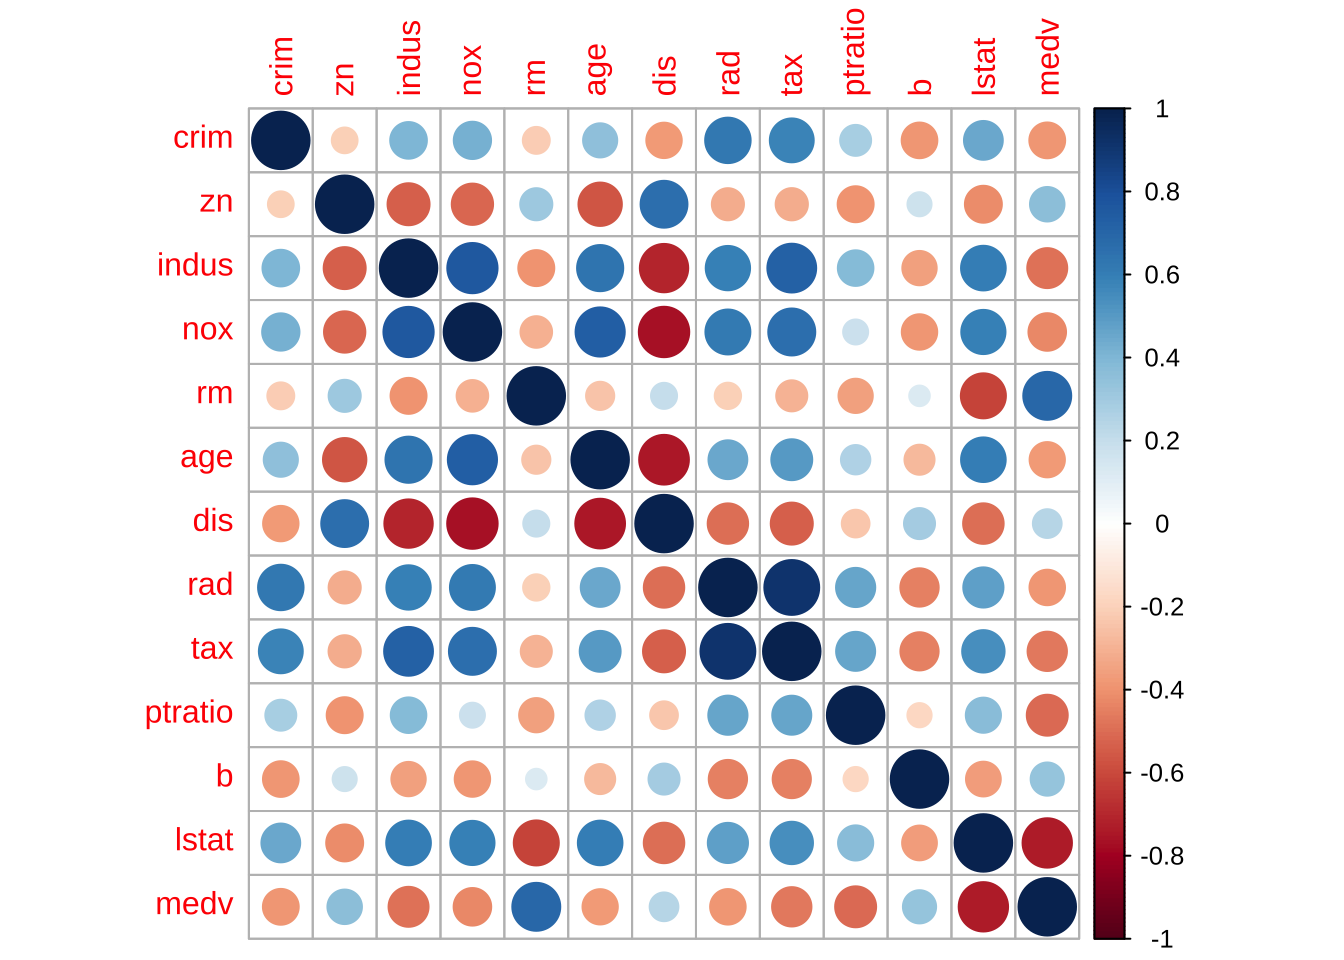 crim
zn
indus
nox
rm
age
dis
rad
tax
ptratio
b
lstat
medv
crim
zn
indus
nox
rm
age
dis
rad
tax
ptratio
b
lstat
medv
1
0.8
0.6
0.4
0.2
0
-0.2
-0.4
-0.6
-0.8
-1